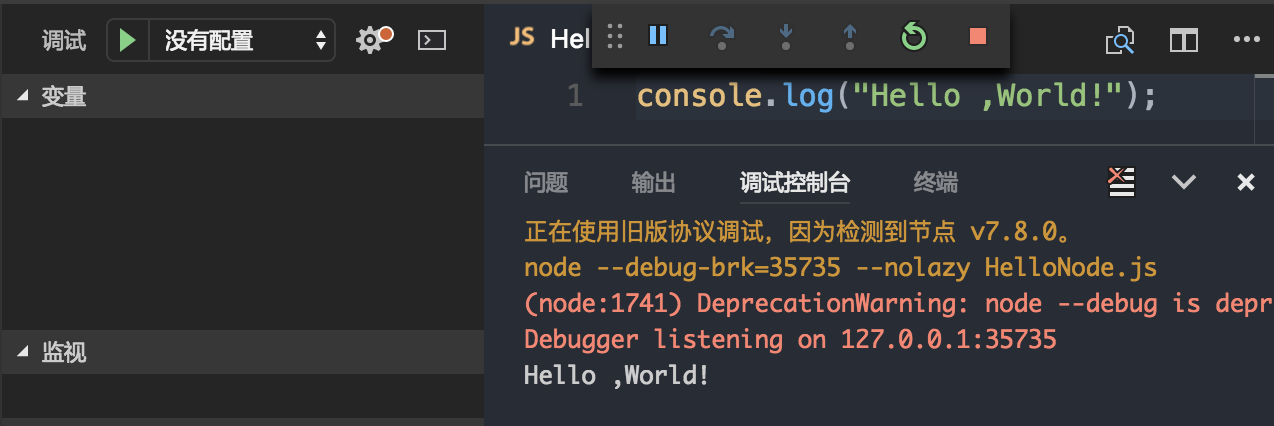 调试 没有配置
变量
监视
JS Hel
1 console.log("Hello ,World!");
问题 输出 调试控制台 终端
正在使用旧版协议调试，因为检测到节点 v7.8.0。
node --debug-brk=35735 --nolazy HelloNode.js
(node:1741) DeprecationWarning: node --debug is depr
Debugger listening on 127.0.0.1:35735
Hello ,World!